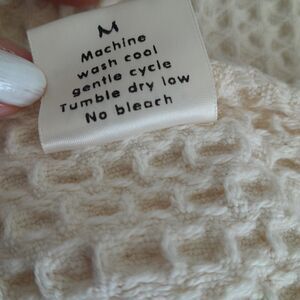 M
Machine
wash cool
gentle cycle
Tumble dry low
No bleach